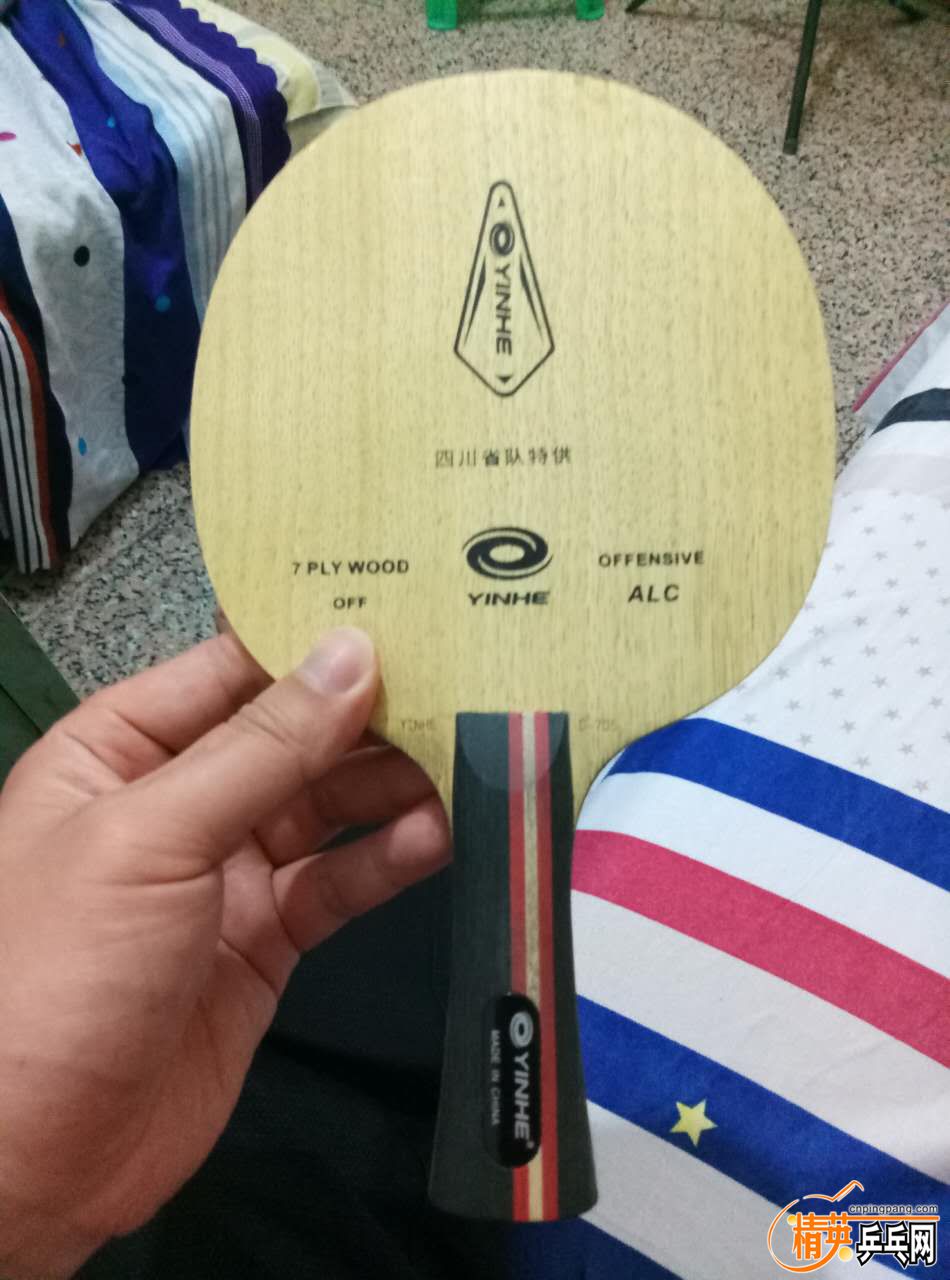 YINHE
四川省队特供
7 PLY WOOD
OFF
YINHE
OFFENSIVE
ALC
YINHE
YINHE
MADE IN CHINA
cnpingpang.com
精英乒乓网